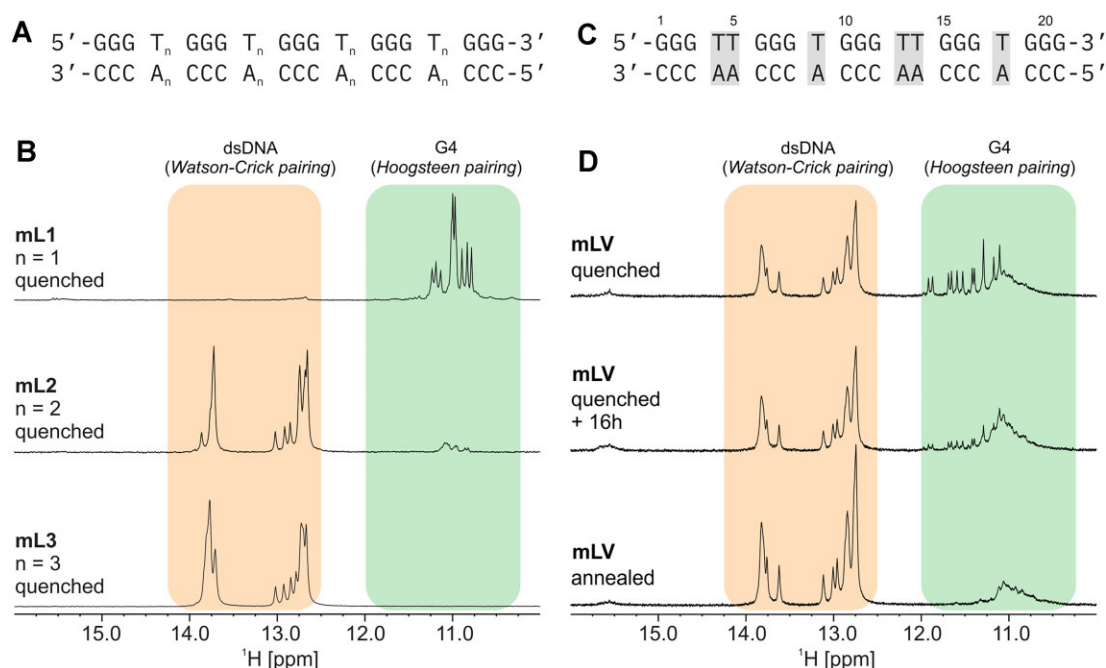 A
5'-GGG Tn GGG Tn GGG Tn GGG Tn GGG-3'
3'-CCC An CCC An CCC An CCC An CCC-5'
C
1 5 10 15 20
5'-GGG TT GGG T GGG TT GGG T GGG-3'
3'-CCC AA CCC A CCC AA CCC A CCC-5'
B
dsDNA
(Watson-Crick pairing)
G4
(Hoogsteen pairing)
mL1
n = 1
quenched
mL2
n = 2
quenched
mL3
n = 3
quenched
15.0 14.0 13.0 12.0 11.0
1H [ppm]
D
dsDNA
(Watson-Crick pairing)
G4
(Hoogsteen pairing)
mLV
quenched
mLV
quenched
+ 16h
mLV
annealed
15.0 14.0 13.0 12.0 11.0
1H [ppm]